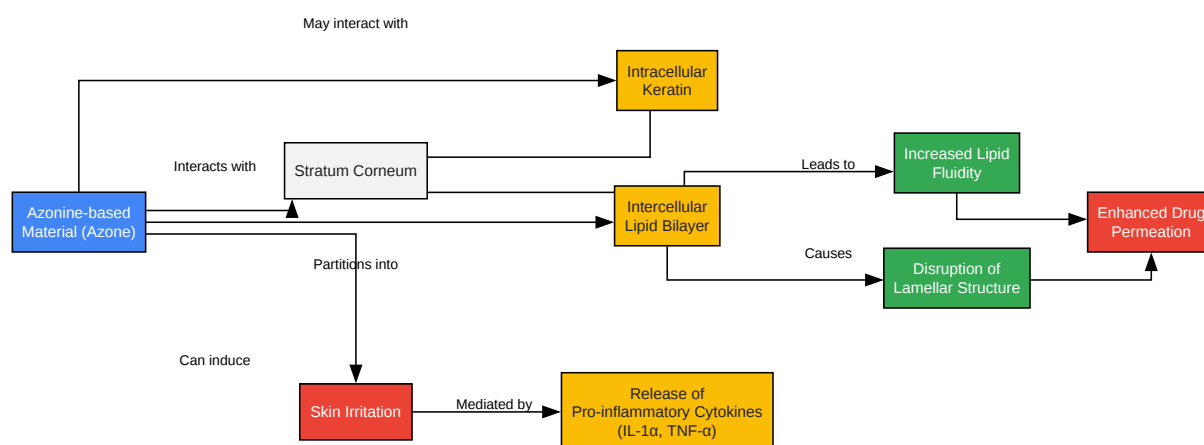 May interact with
Intracellular
Keratin
Interacts with
Stratum Corneum
Leads to
Increased Lipid
Fluidity
Azonine-based
Material (Azone)
Intercellular
Lipid Bilayer
Enhanced Drug
Permeation
Partitions into
Causes
Disruption of
Lamellar Structure
Can induce
Skin Irritation
Mediated by
Release of
Pro-inflammatory Cytokines
(IL-1α, TNF-α)